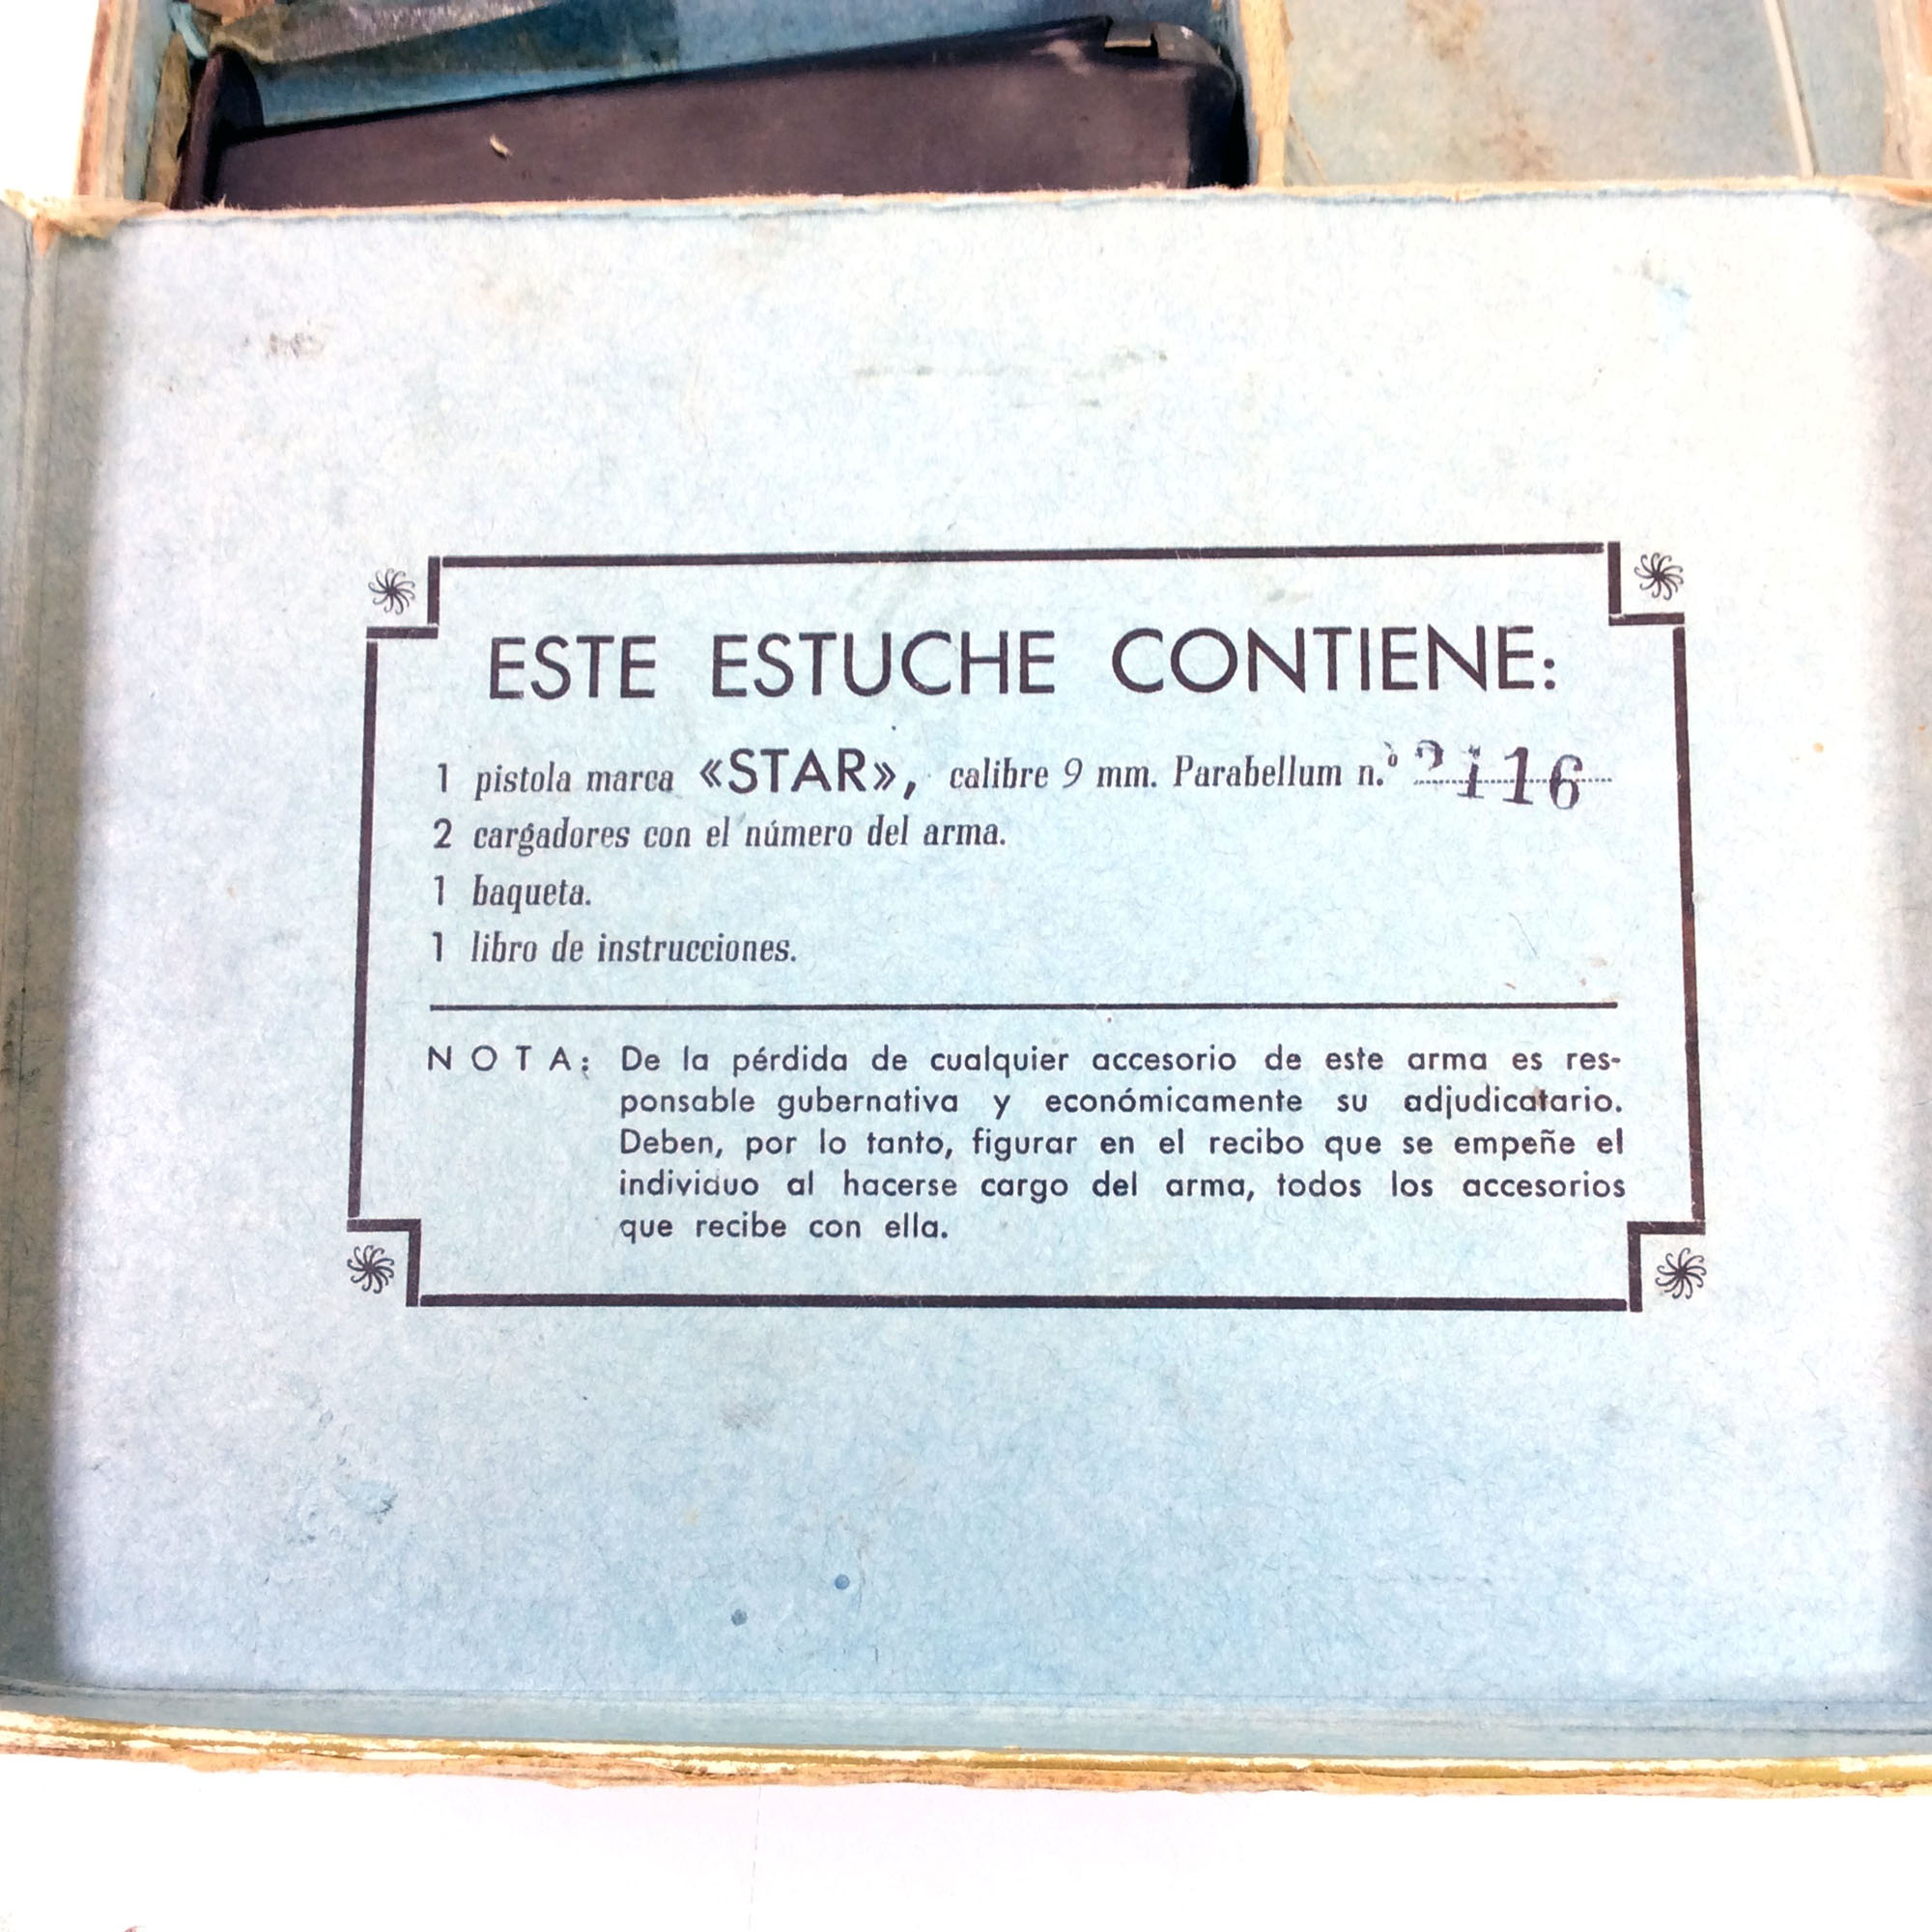 ESTE ESTUCHE CONTIENE:
1 pistola marca «STAR», calibre 9 mm. Parabellum n.º 2116
2 cargadores con el número del arma.
1 baqueta.
1 libro de instrucciones.
NOTA: De la pérdida de cualquier accesorio de este arma es res-
ponsable gubernativa y económicamente su adjudicatario.
Deben, por lo tanto, figurar en el recibo que se empeñe el
individuo al hacerse cargo del arma, todos los accesorios
que recibe con ella.